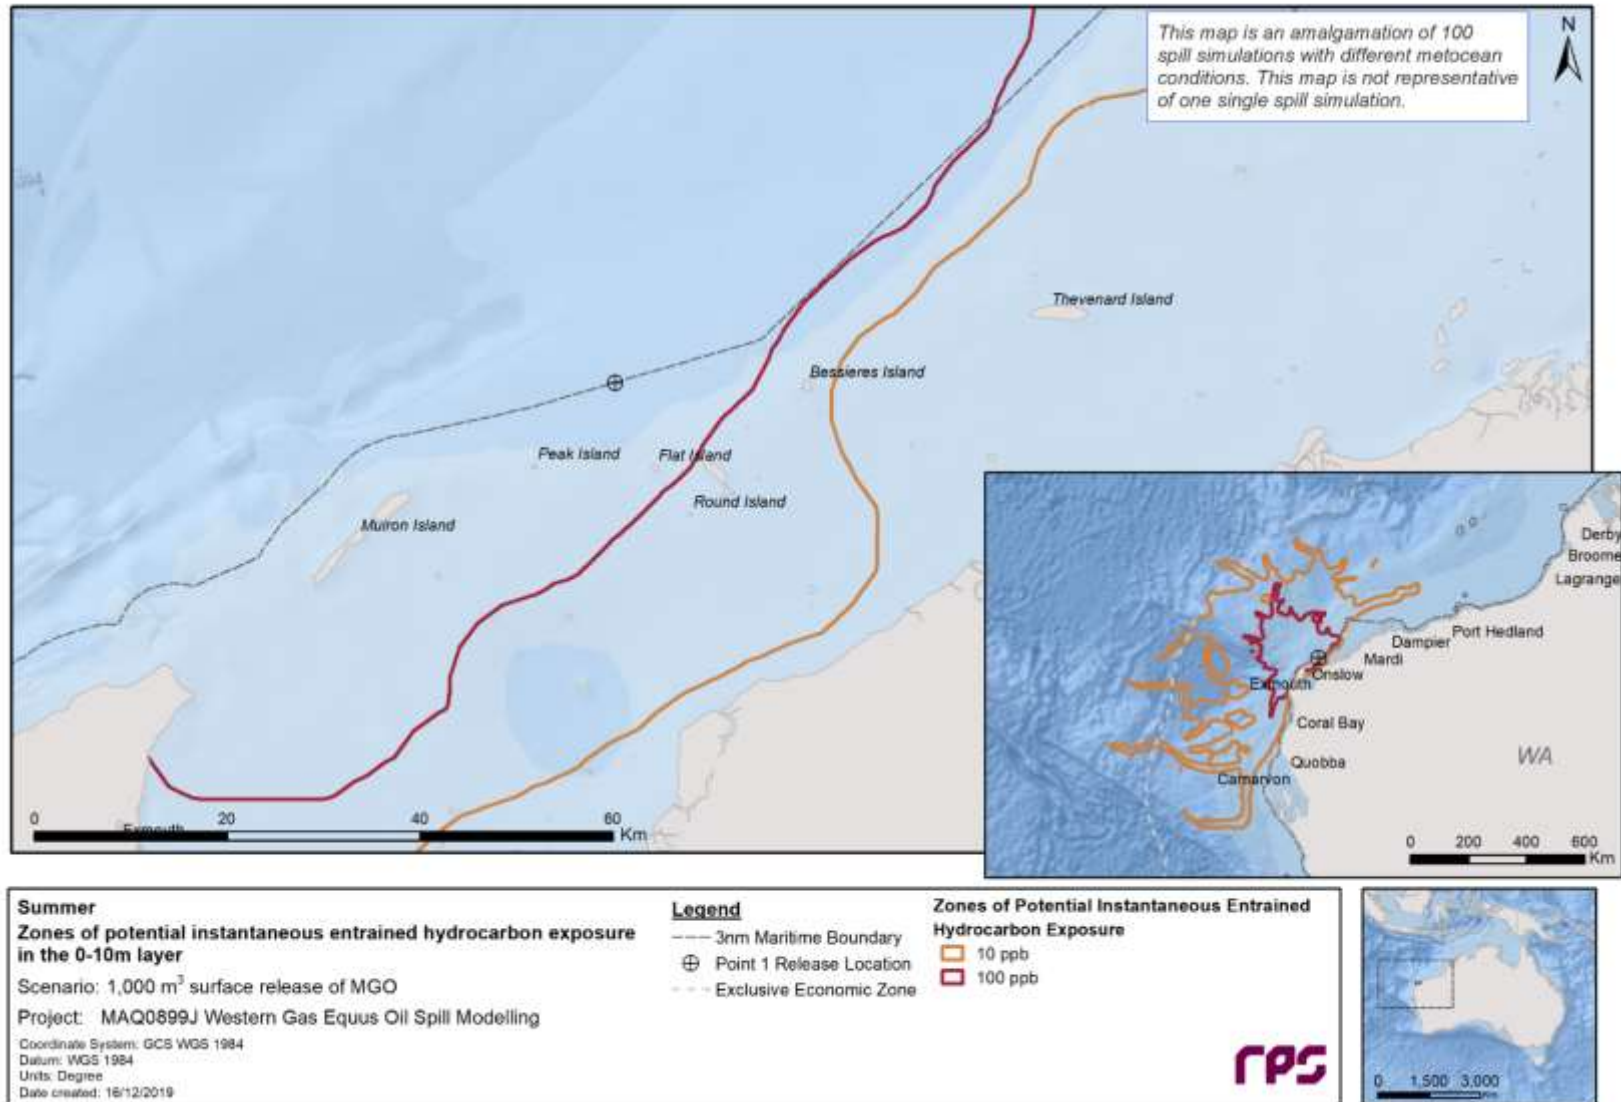 This map is an amalgamation of 100
spill simulations with different metocean
conditions. This map is not representative
of one single spill simulation.
N
Thevenard Island
Bessieres Island
Peak Island
Flat Island
Round Island
Muiron Island
Exmouth
0 20 40 60
Km
Derby
Broome
Lagrange
Port Hedland
Dampier
Mardi
Onslow
Exmouth
Coral Bay
Quobba
Carnarvon
WA
0 200 400 600
Km
Summer
Zones of potential instantaneous entrained hydrocarbon exposure
in the 0-10m layer
Scenario: 1,000 m³ surface release of MGO
Project: MAQ0899J Western Gas Equus Oil Spill Modelling
Coordinate System: GCS WGS 1984
Datum: WGS 1984
Units: Degree
Date created: 16/12/2019
Legend
3nm Maritime Boundary
Point 1 Release Location
Exclusive Economic Zone
Zones of Potential Instantaneous Entrained
Hydrocarbon Exposure
10 ppb
100 ppb
rps
0 1,500 3,000
Km